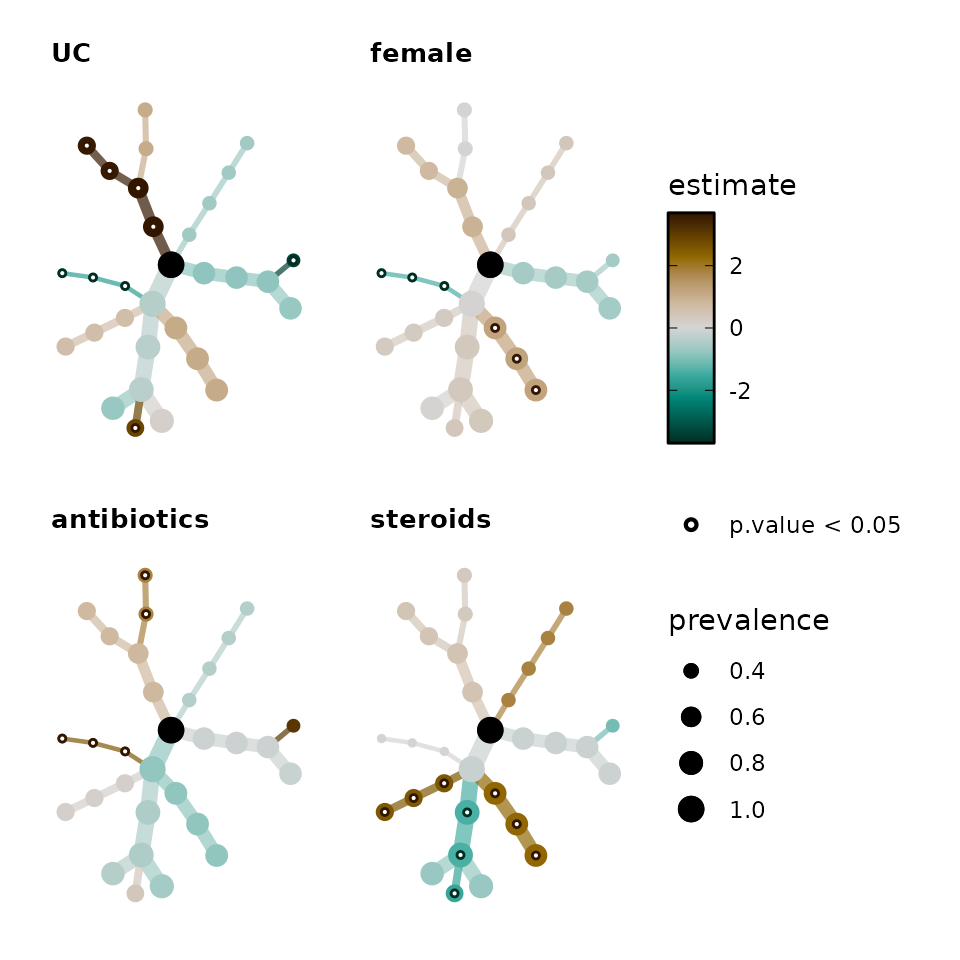 UC
female
estimate
2
0
-2
antibiotics
steroids
p.value < 0.05
prevalence
0.4
0.6
0.8
1.0